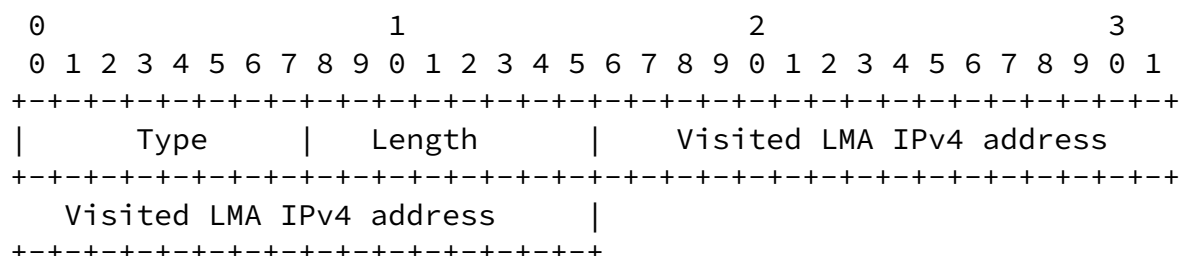 0                   1                   2                   3
 0 1 2 3 4 5 6 7 8 9 0 1 2 3 4 5 6 7 8 9 0 1 2 3 4 5 6 7 8 9 0 1
+-+-+-+-+-+-+-+-+-+-+-+-+-+-+-+-+-+-+-+-+-+-+-+-+-+-+-+-+-+-+-+-+
|      Type     |   Length      |    Visited LMA IPv4 address
+-+-+-+-+-+-+-+-+-+-+-+-+-+-+-+-+-+-+-+-+-+-+-+-+-+-+-+-+-+-+-+-+
   Visited LMA IPv4 address     |
+-+-+-+-+-+-+-+-+-+-+-+-+-+-+-+-+